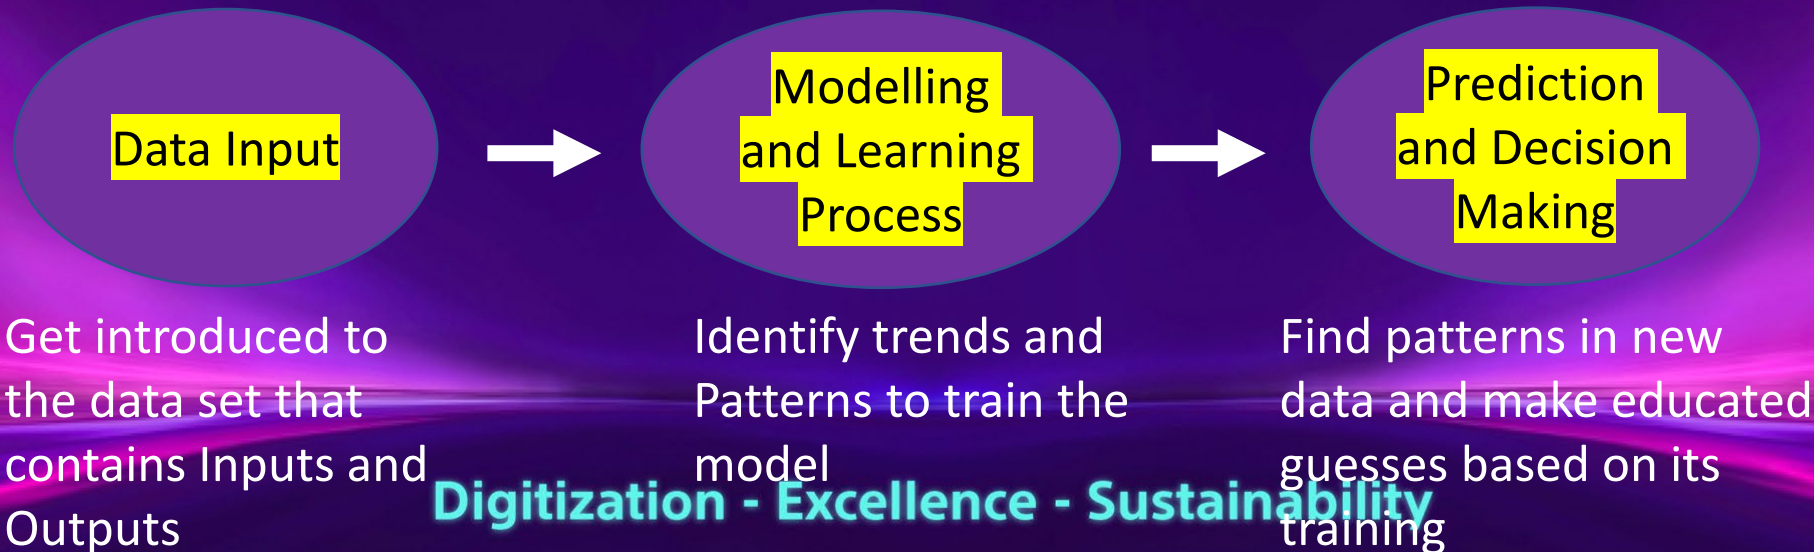 Data Input
Modelling
and Learning
Process
Prediction
and Decision
Making
Get introduced to
the data set that
contains Inputs and
Outputs
Identify trends and
Patterns to train the
model
Find patterns in new
data and make educated
guesses based on its
training
Digitization - Excellence - Sustainability